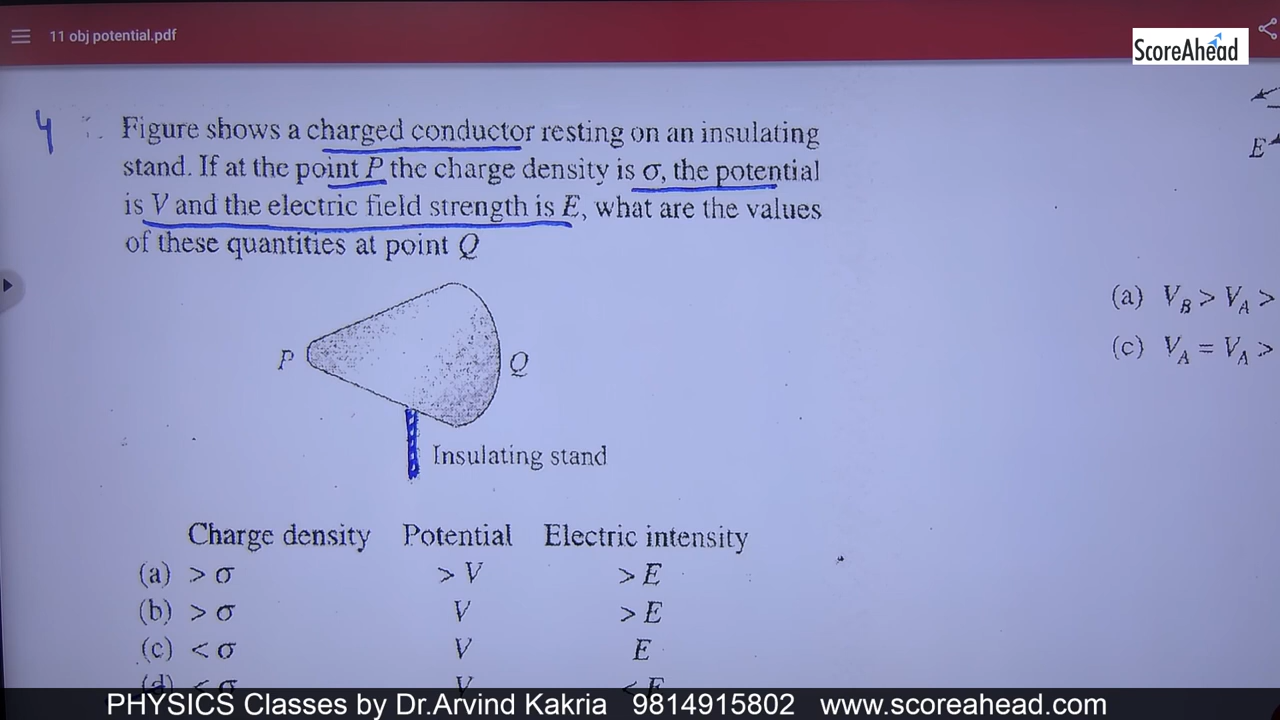 11 obj potential.pdf
ScoreAhead
4
Figure shows a charged conductor resting on an insulating
stand. If at the point P the charge density is σ, the potential
is V and the electric field strength is E, what are the values
of these quantities at point Q
E
P
Q
Insulating stand
(a) V_B > V_A >
(c) V_A = V_A >
Charge density Potential Electric intensity
(a) > σ > V > E
(b) > σ V > E
(c) < σ V E
(d) < σ V < E
PHYSICS Classes by Dr.Arvind Kakria 9814915802 www.scoreahead.com